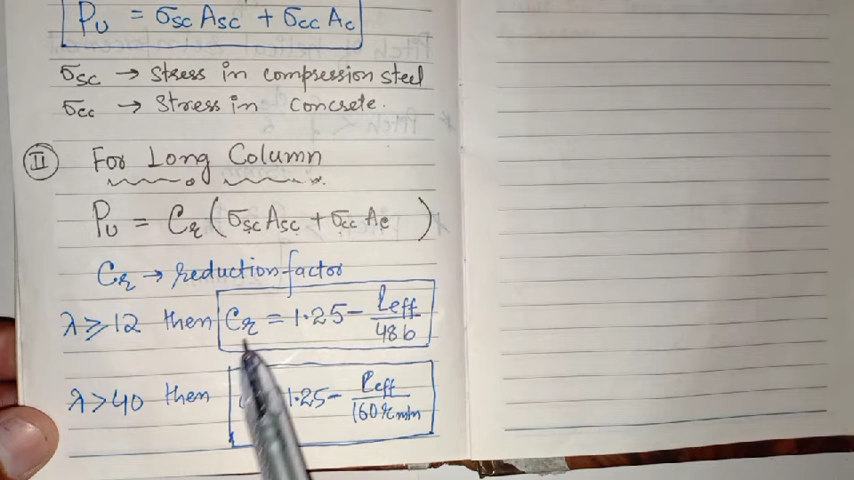 Pu = σsc Asc + σcc Ac
σsc → stress in compression steel
σcc → stress in concrete.
II For Long Column
Pu = Cr (σsc Asc + σcc Ac)
Cr → reduction factor
λ ≥ 12 then Cr = 1.25 - leff/48b
λ > 40 then 1.25 - leff/160rmin